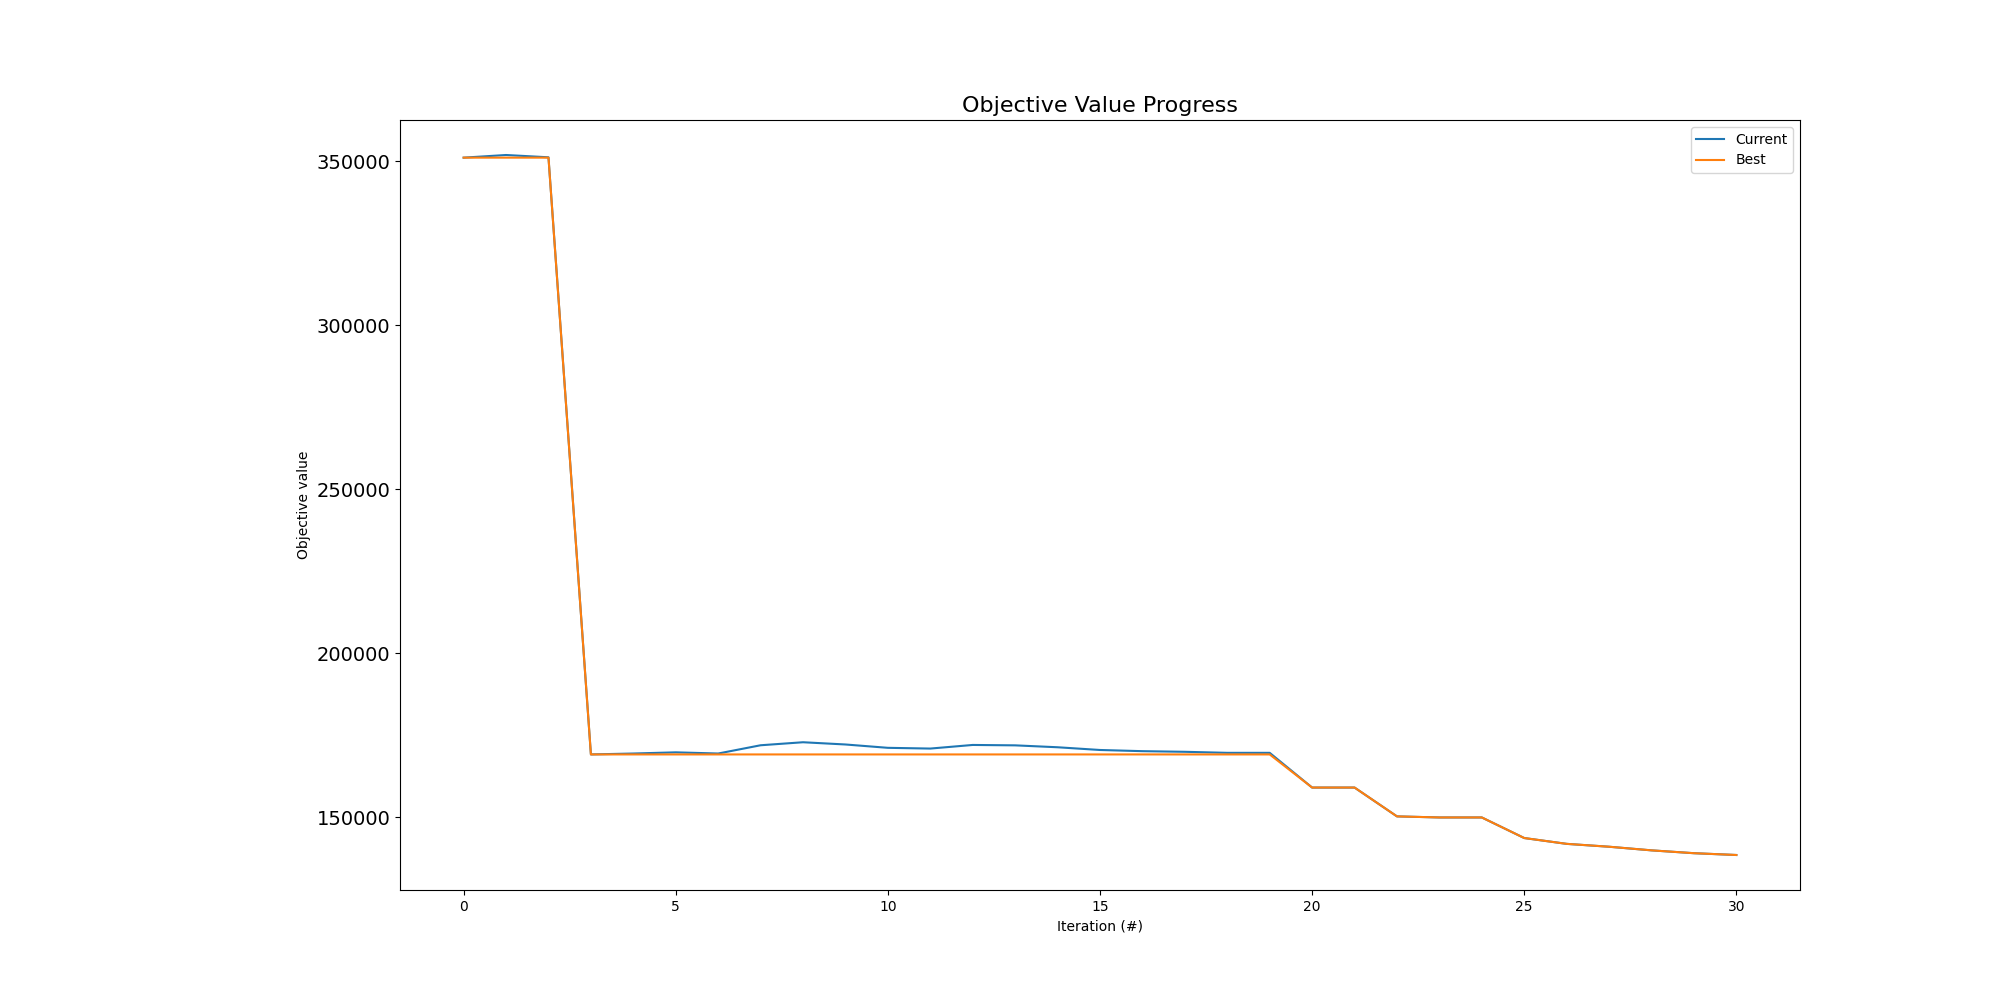 Objective Value Progress
Current
Best
350000
300000
250000
200000
150000
Objective value
0 5 10 15 20 25 30
Iteration (#)